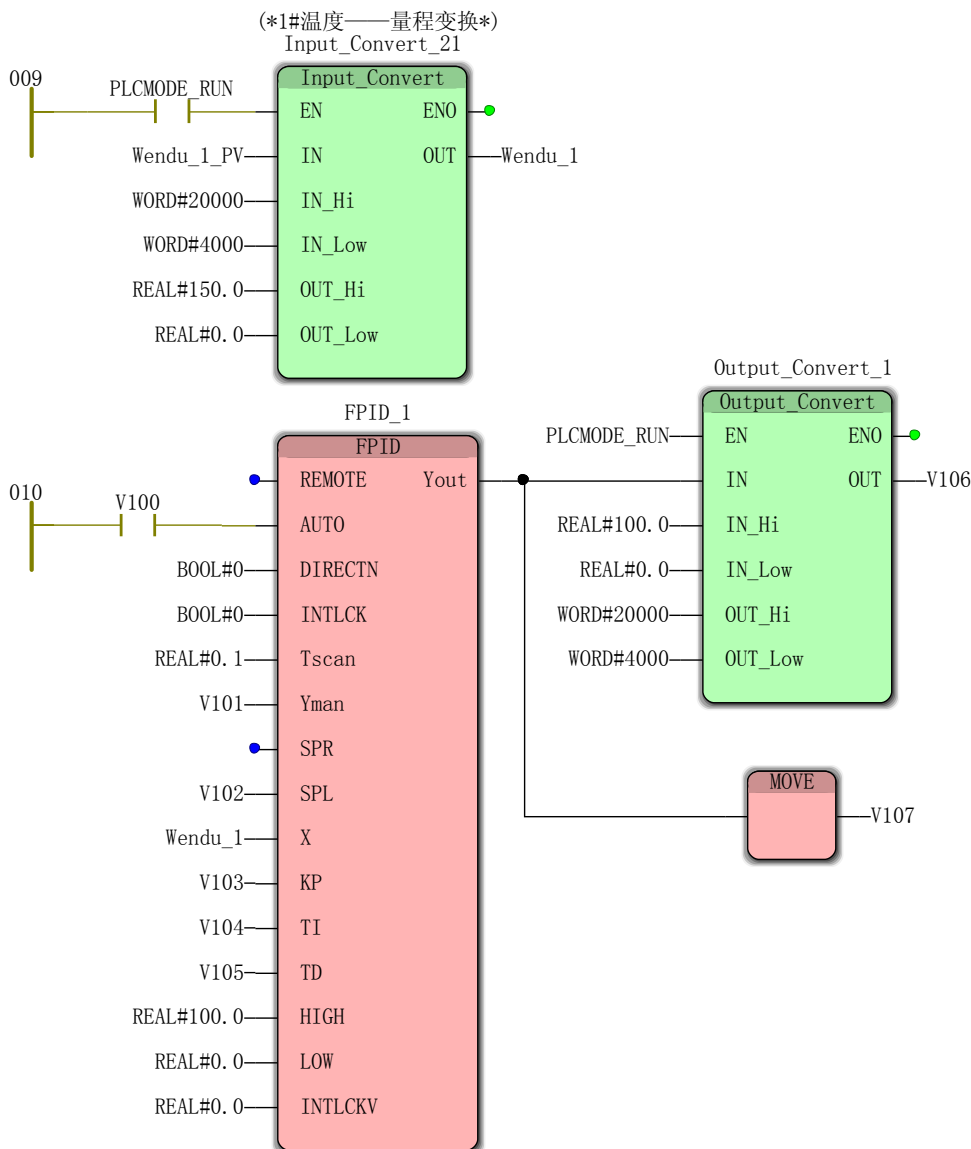 (*1#温度——量程变换*)
Input_Convert_21
009
PLCMODE_RUN
Input_Convert
EN ENO
Wendu_1_PV IN OUT Wendu_1
WORD#20000 IN_Hi
WORD#4000 IN_Low
REAL#150.0 OUT_Hi
REAL#0.0 OUT_Low
FPID_1
FPID
REMOTE Yout
010
V100
AUTO
BOOL#0 DIRECTN
BOOL#0 INTLCK
REAL#0.1 Tscan
V101 Yman
SPR
V102 SPL
Wendu_1 X
V103 KP
V104 TI
V105 TD
REAL#100.0 HIGH
REAL#0.0 LOW
REAL#0.0 INTLCKV
Output_Convert_1
Output_Convert
PLCMODE_RUN EN ENO
IN OUT V106
REAL#100.0 IN_Hi
REAL#0.0 IN_Low
WORD#20000 OUT_Hi
WORD#4000 OUT_Low
MOVE
V107